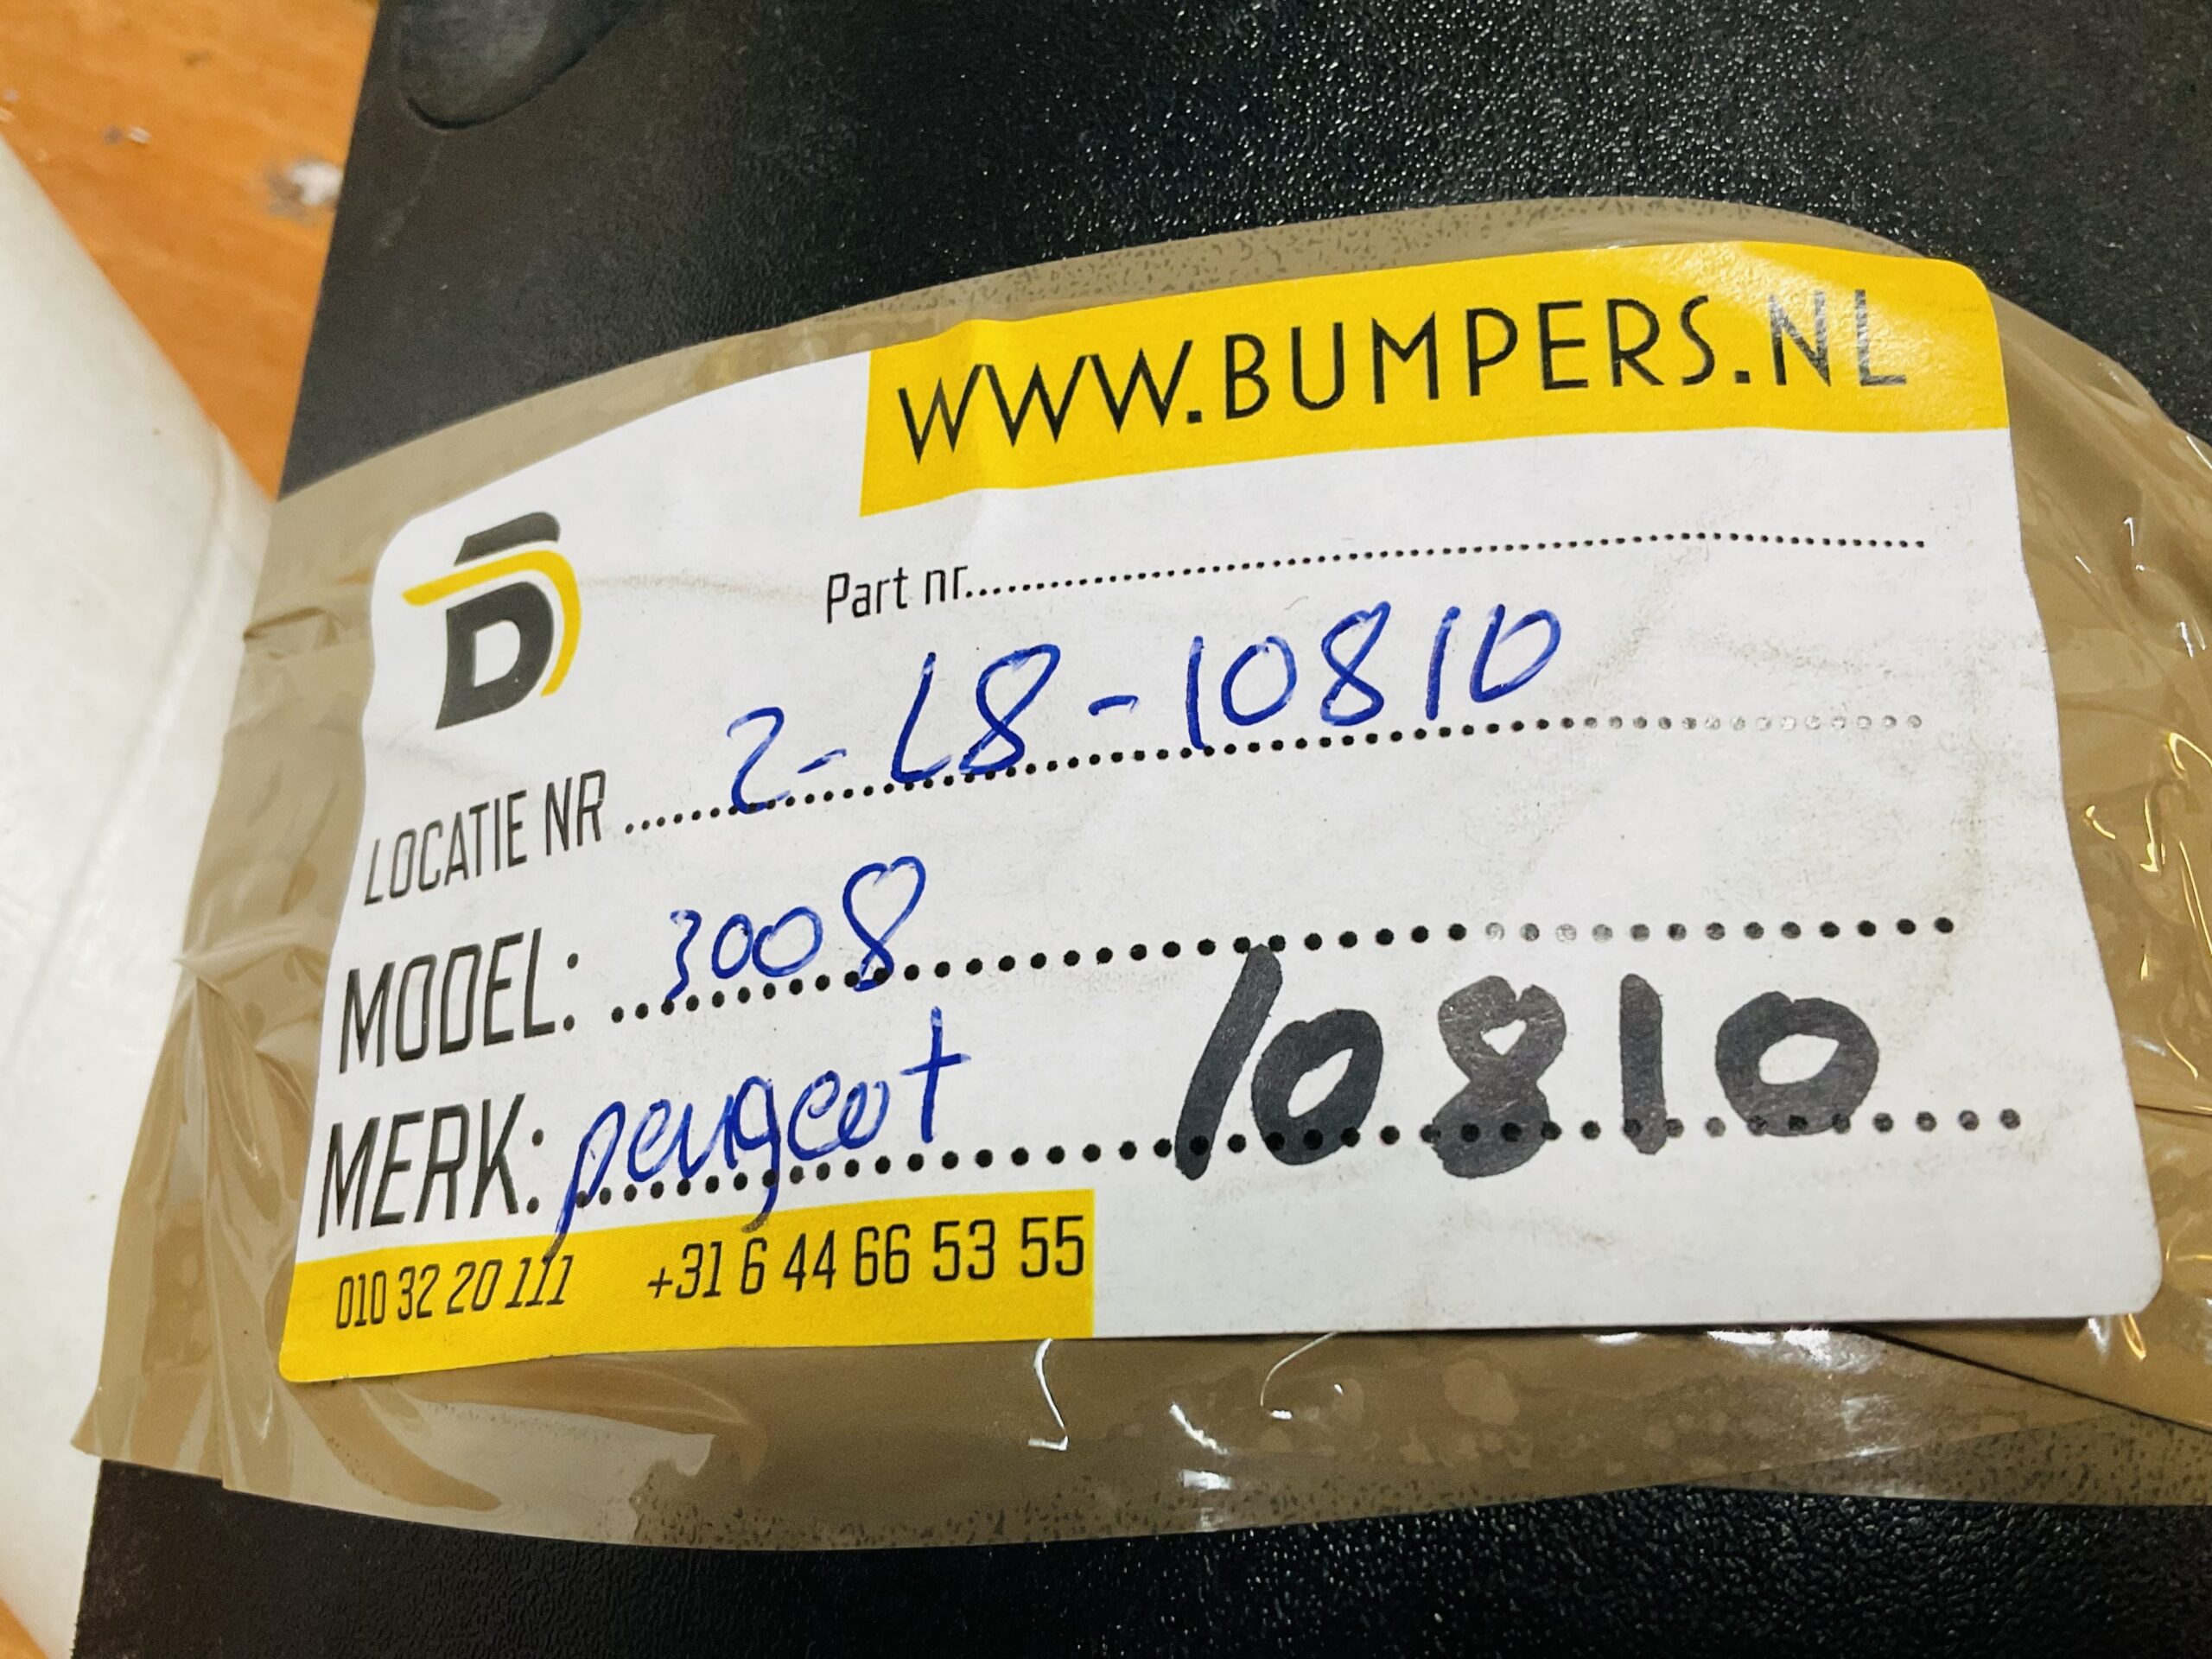 WWW.BUMPERS.NL
D
Part nr.............................................................
LOCATIE NR ......2-L8-10810......................
MODEL: ...3008..............................
MERK: peugeot.................. 10810
010 32 20 111 +31 6 44 66 53 55